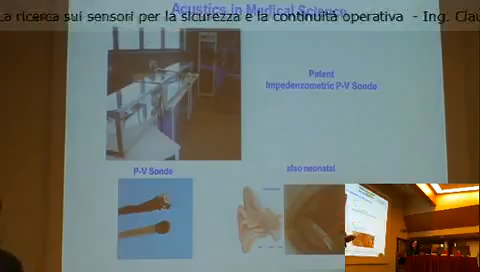 La ricerca sui sensori per la sicurezza e la continuità operativa - Ing. Clau
Acustics in Medical Science
Patent
Impedenzometric P-V Sonde
P-V Sonde
also neonatal